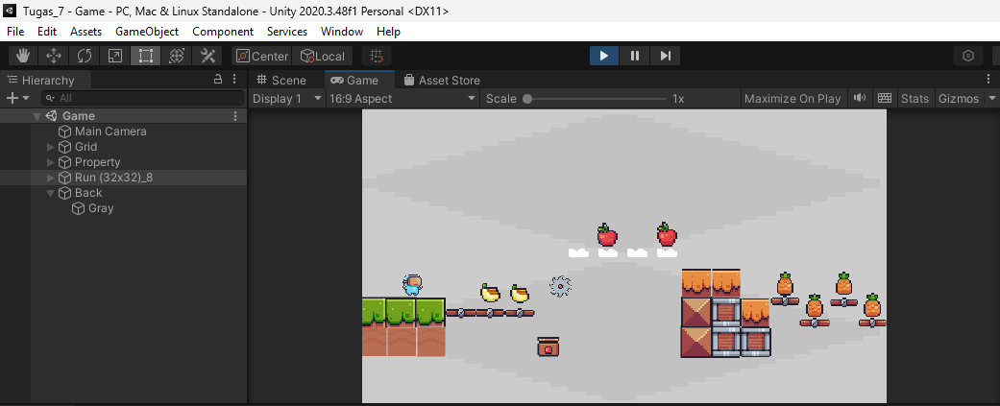 Tugas_7 - Game - PC, Mac & Linux Standalone - Unity 2020.3.48f1 Personal <DX11>
File Edit Assets GameObject Component Services Window Help
Center Local
Hierarchy Scene Game Asset Store
All Display 1 16:9 Aspect Scale 1x Maximize On Play Stats Gizmos
Game
Main Camera
Grid
Property
Run (32x32)_8
Back
Gray